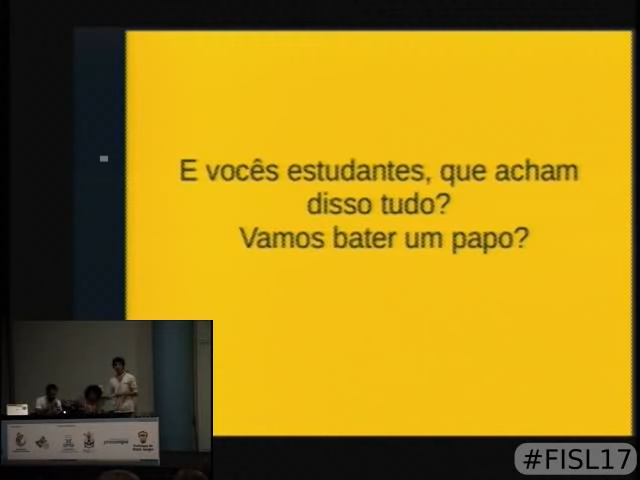 E vocês estudantes, que acham
disso tudo?
Vamos bater um papo?
#FISL17